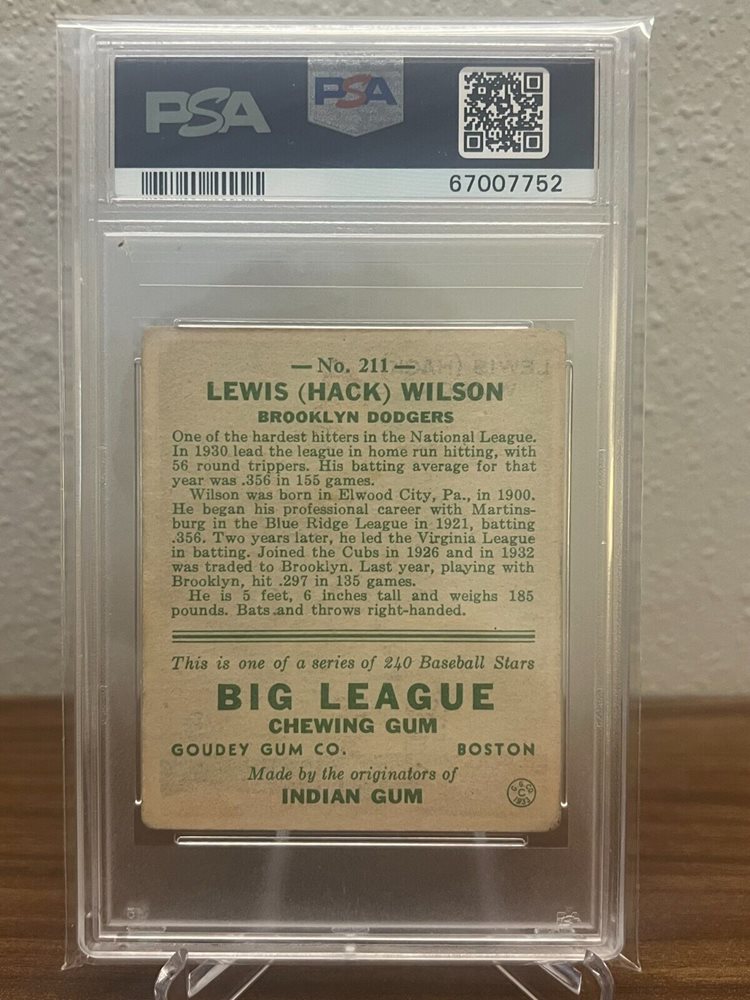 PSA
PSA
67007752
— No. 211 —
LEWIS (HACK) WILSON
BROOKLYN DODGERS
One of the hardest hitters in the National League.
In 1930 lead the league in home run hitting, with
56 round trippers. His batting average for that
year was .356 in 155 games.
Wilson was born in Elwood City, Pa., in 1900.
He began his professional career with Martins-
burg in the Blue Ridge League in 1921, batting
.356. Two years later, he led the Virginia League
in batting. Joined the Cubs in 1926 and in 1932
was traded to Brooklyn. Last year, playing with
Brooklyn, hit .297 in 135 games.
He is 5 feet, 6 inches tall and weighs 185
pounds. Bats and throws right-handed.
This is one of a series of 240 Baseball Stars
BIG LEAGUE
CHEWING GUM
GOUDEY GUM CO. BOSTON
Made by the originators of
INDIAN GUM
G. G. CO.
C
1933